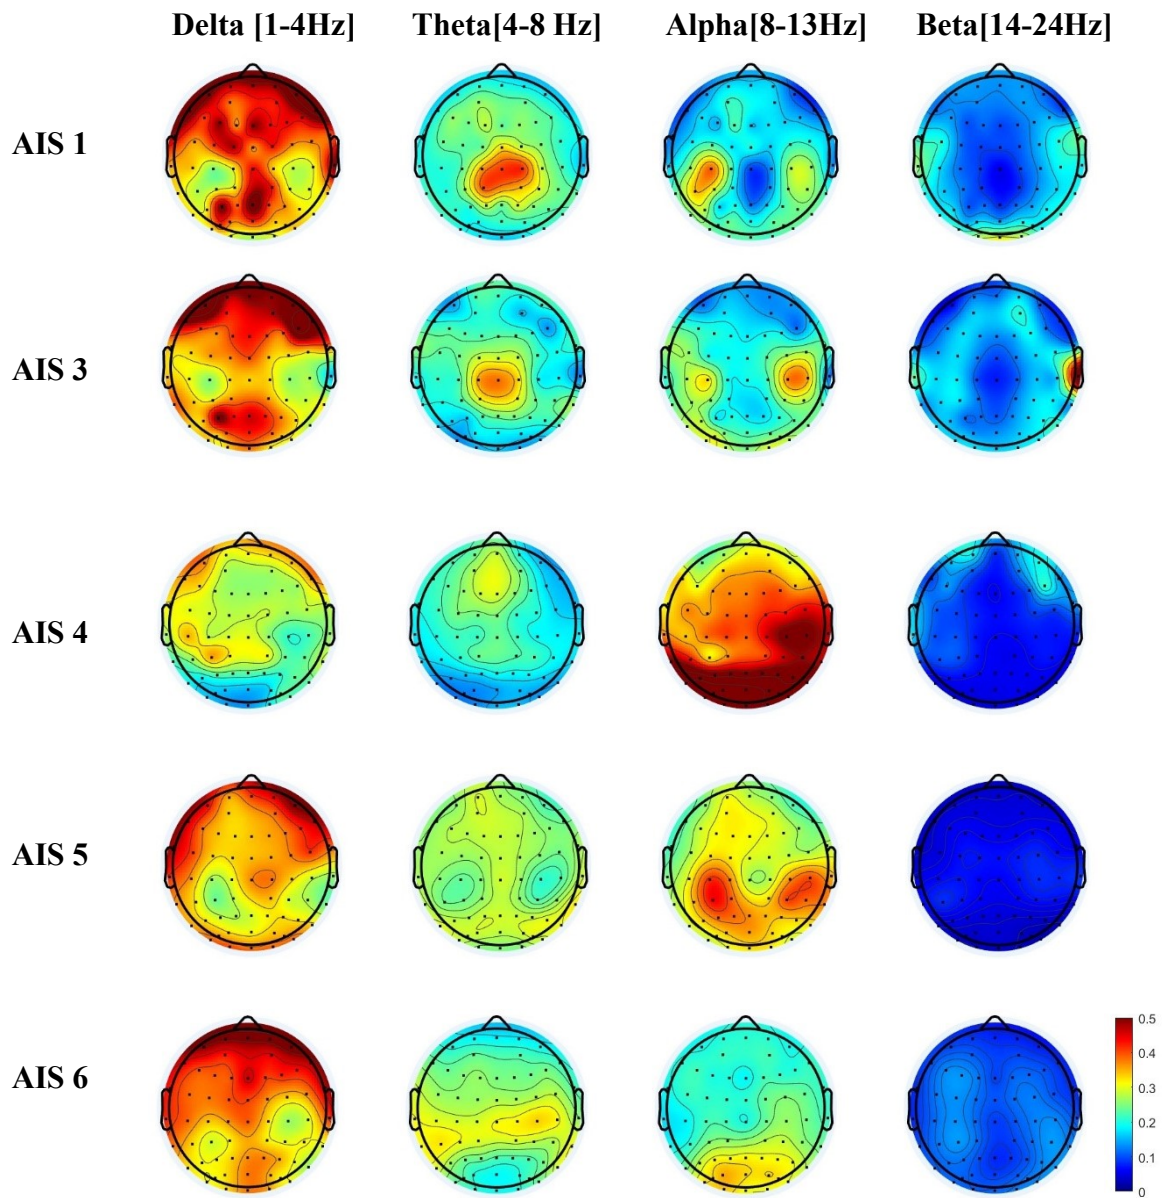 Delta [1-4Hz] Theta[4-8 Hz] Alpha[8-13Hz] Beta[14-24Hz]
AIS 1
AIS 3
AIS 4
AIS 5
AIS 6
0.5
0.4
0.3
0.2
0.1
0